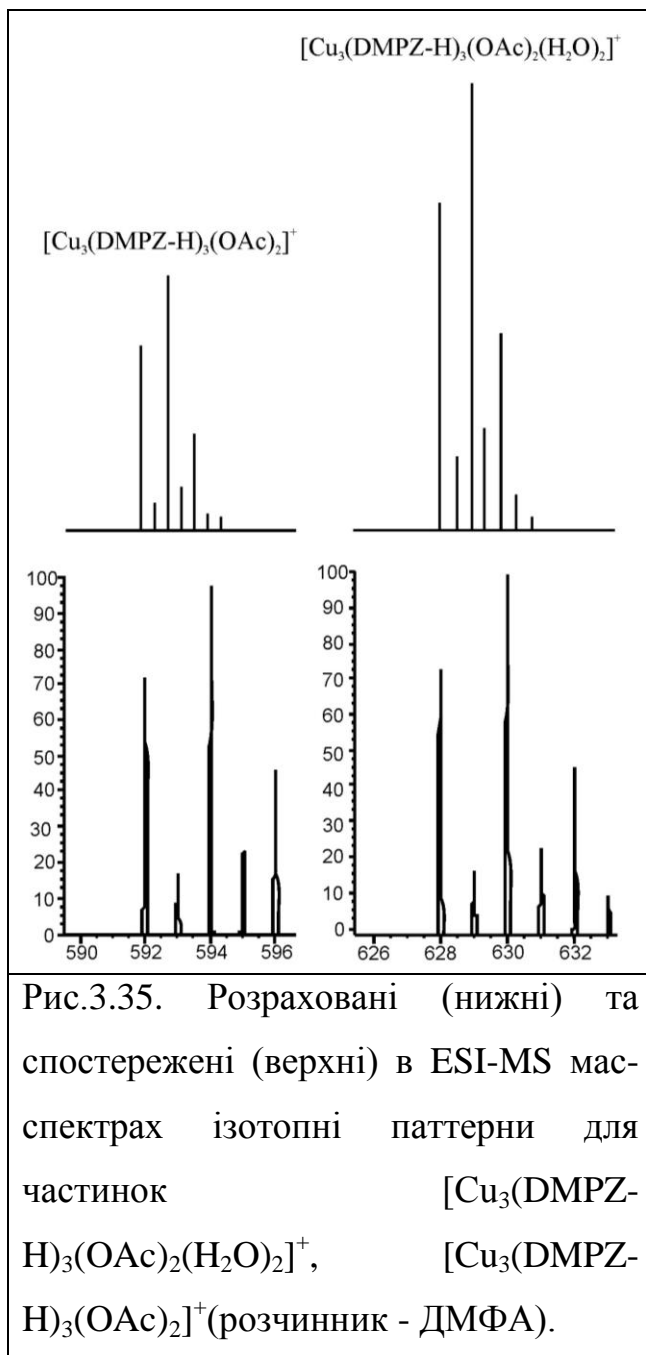 [Cu₃(DMPZ-H)₃(OAc)₂(H₂O)₂]⁺
[Cu₃(DMPZ-H)₃(OAc)₂]⁺
100
90
80
70
60
50
40
30
20
10
0
590 592 594 596
100
90
80
70
60
50
40
30
20
10
0
626 628 630 632
Рис.3.35. Розраховані (нижні) та
спостережені (верхні) в ESI-MS мас-
спектрах ізотопні паттерни для
частинок [Cu₃(DMPZ-
H)₃(OAc)₂(H₂O)₂]⁺, [Cu₃(DMPZ-
H)₃(OAc)₂]⁺(розчинник - ДМФА).